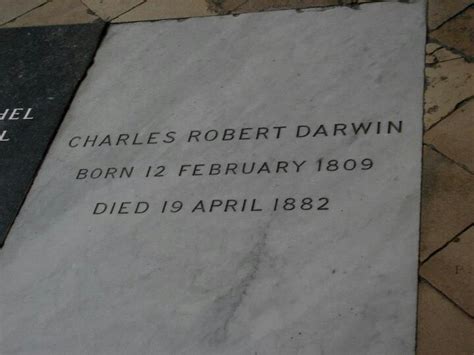 CHARLES ROBERT DARWIN
BORN 12 FEBRUARY 1809
DIED 19 APRIL 1882